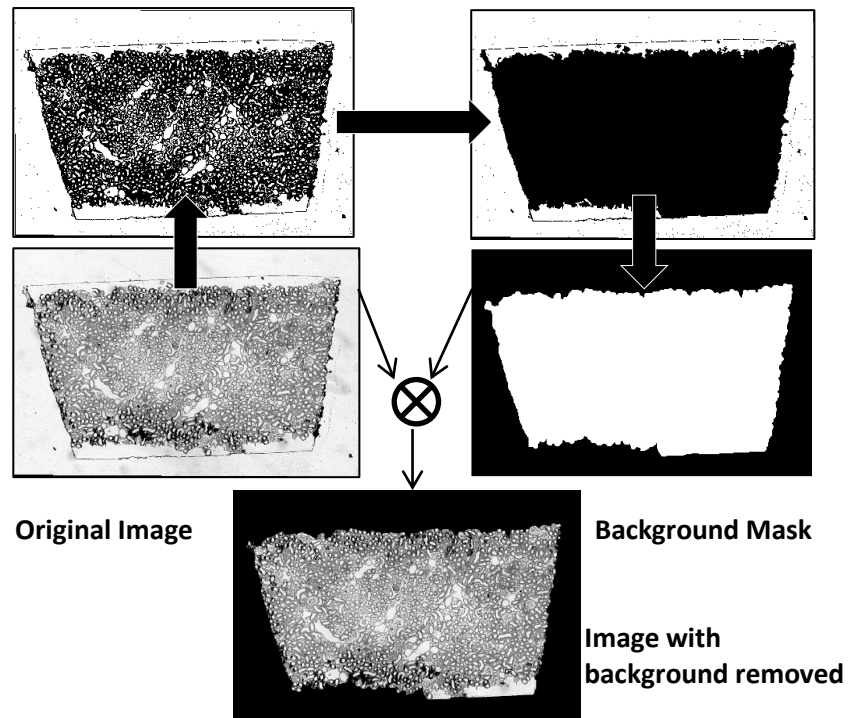 Original Image
Background Mask
Image with
background removed